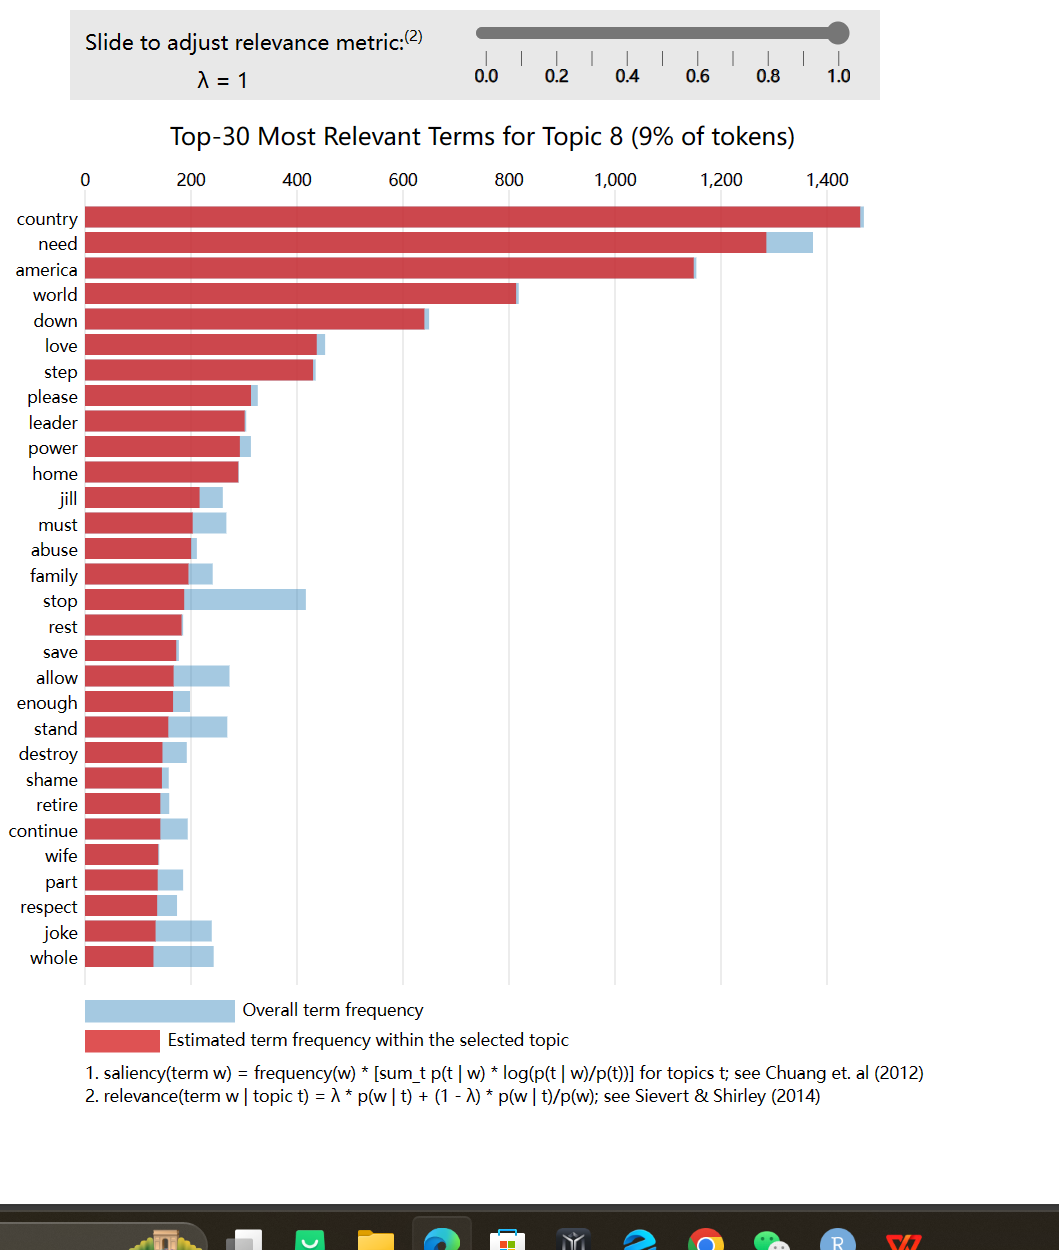 Slide to adjust relevance metric:(2)
λ = 1
0.0 0.2 0.4 0.6 0.8 1.0
Top-30 Most Relevant Terms for Topic 8 (9% of tokens)
0 200 400 600 800 1,000 1,200 1,400
country
need
america
world
down
love
step
please
leader
power
home
jill
must
abuse
family
stop
rest
save
allow
enough
stand
destroy
shame
retire
continue
wife
part
respect
joke
whole
Overall term frequency
Estimated term frequency within the selected topic
1. saliency(term w) = frequency(w) * [sum_t p(t | w) * log(p(t | w)/p(t))] for topics t; see Chuang et. al (2012)
2. relevance(term w | topic t) = λ * p(w | t) + (1 - λ) * p(w | t)/p(w); see Sievert & Shirley (2014)
R